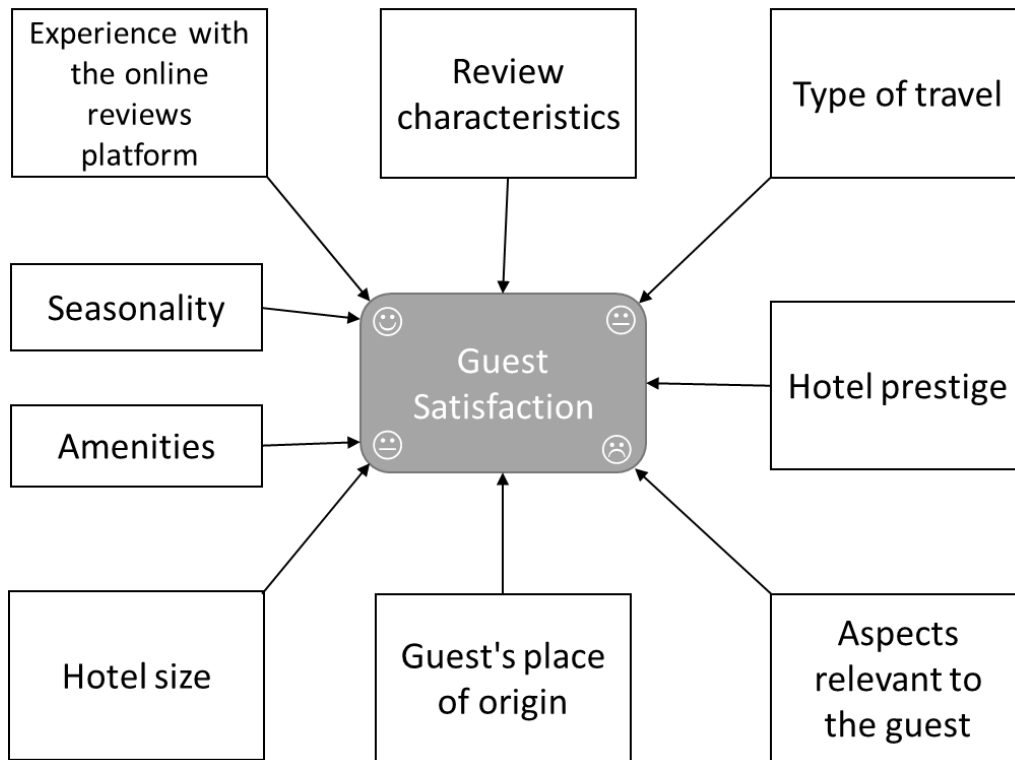 Experience with
the online
reviews
platform
Review
characteristics
Type of travel
Seasonality
Guest
Satisfaction
Hotel prestige
Amenities
Hotel size
Guest's place
of origin
Aspects
relevant to
the guest